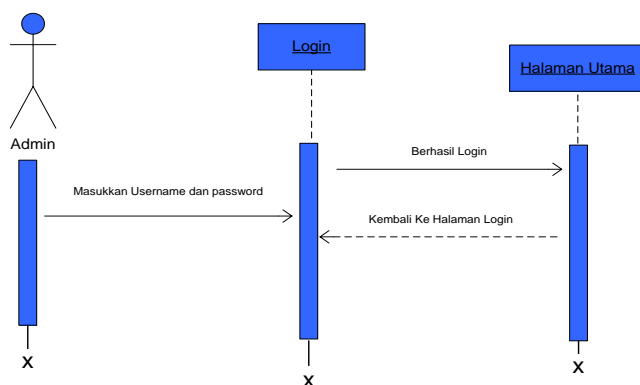 Login
Halaman Utama
Admin
Berhasil Login
Masukkan Username dan password
Kembali Ke Halaman Login
X
X
X